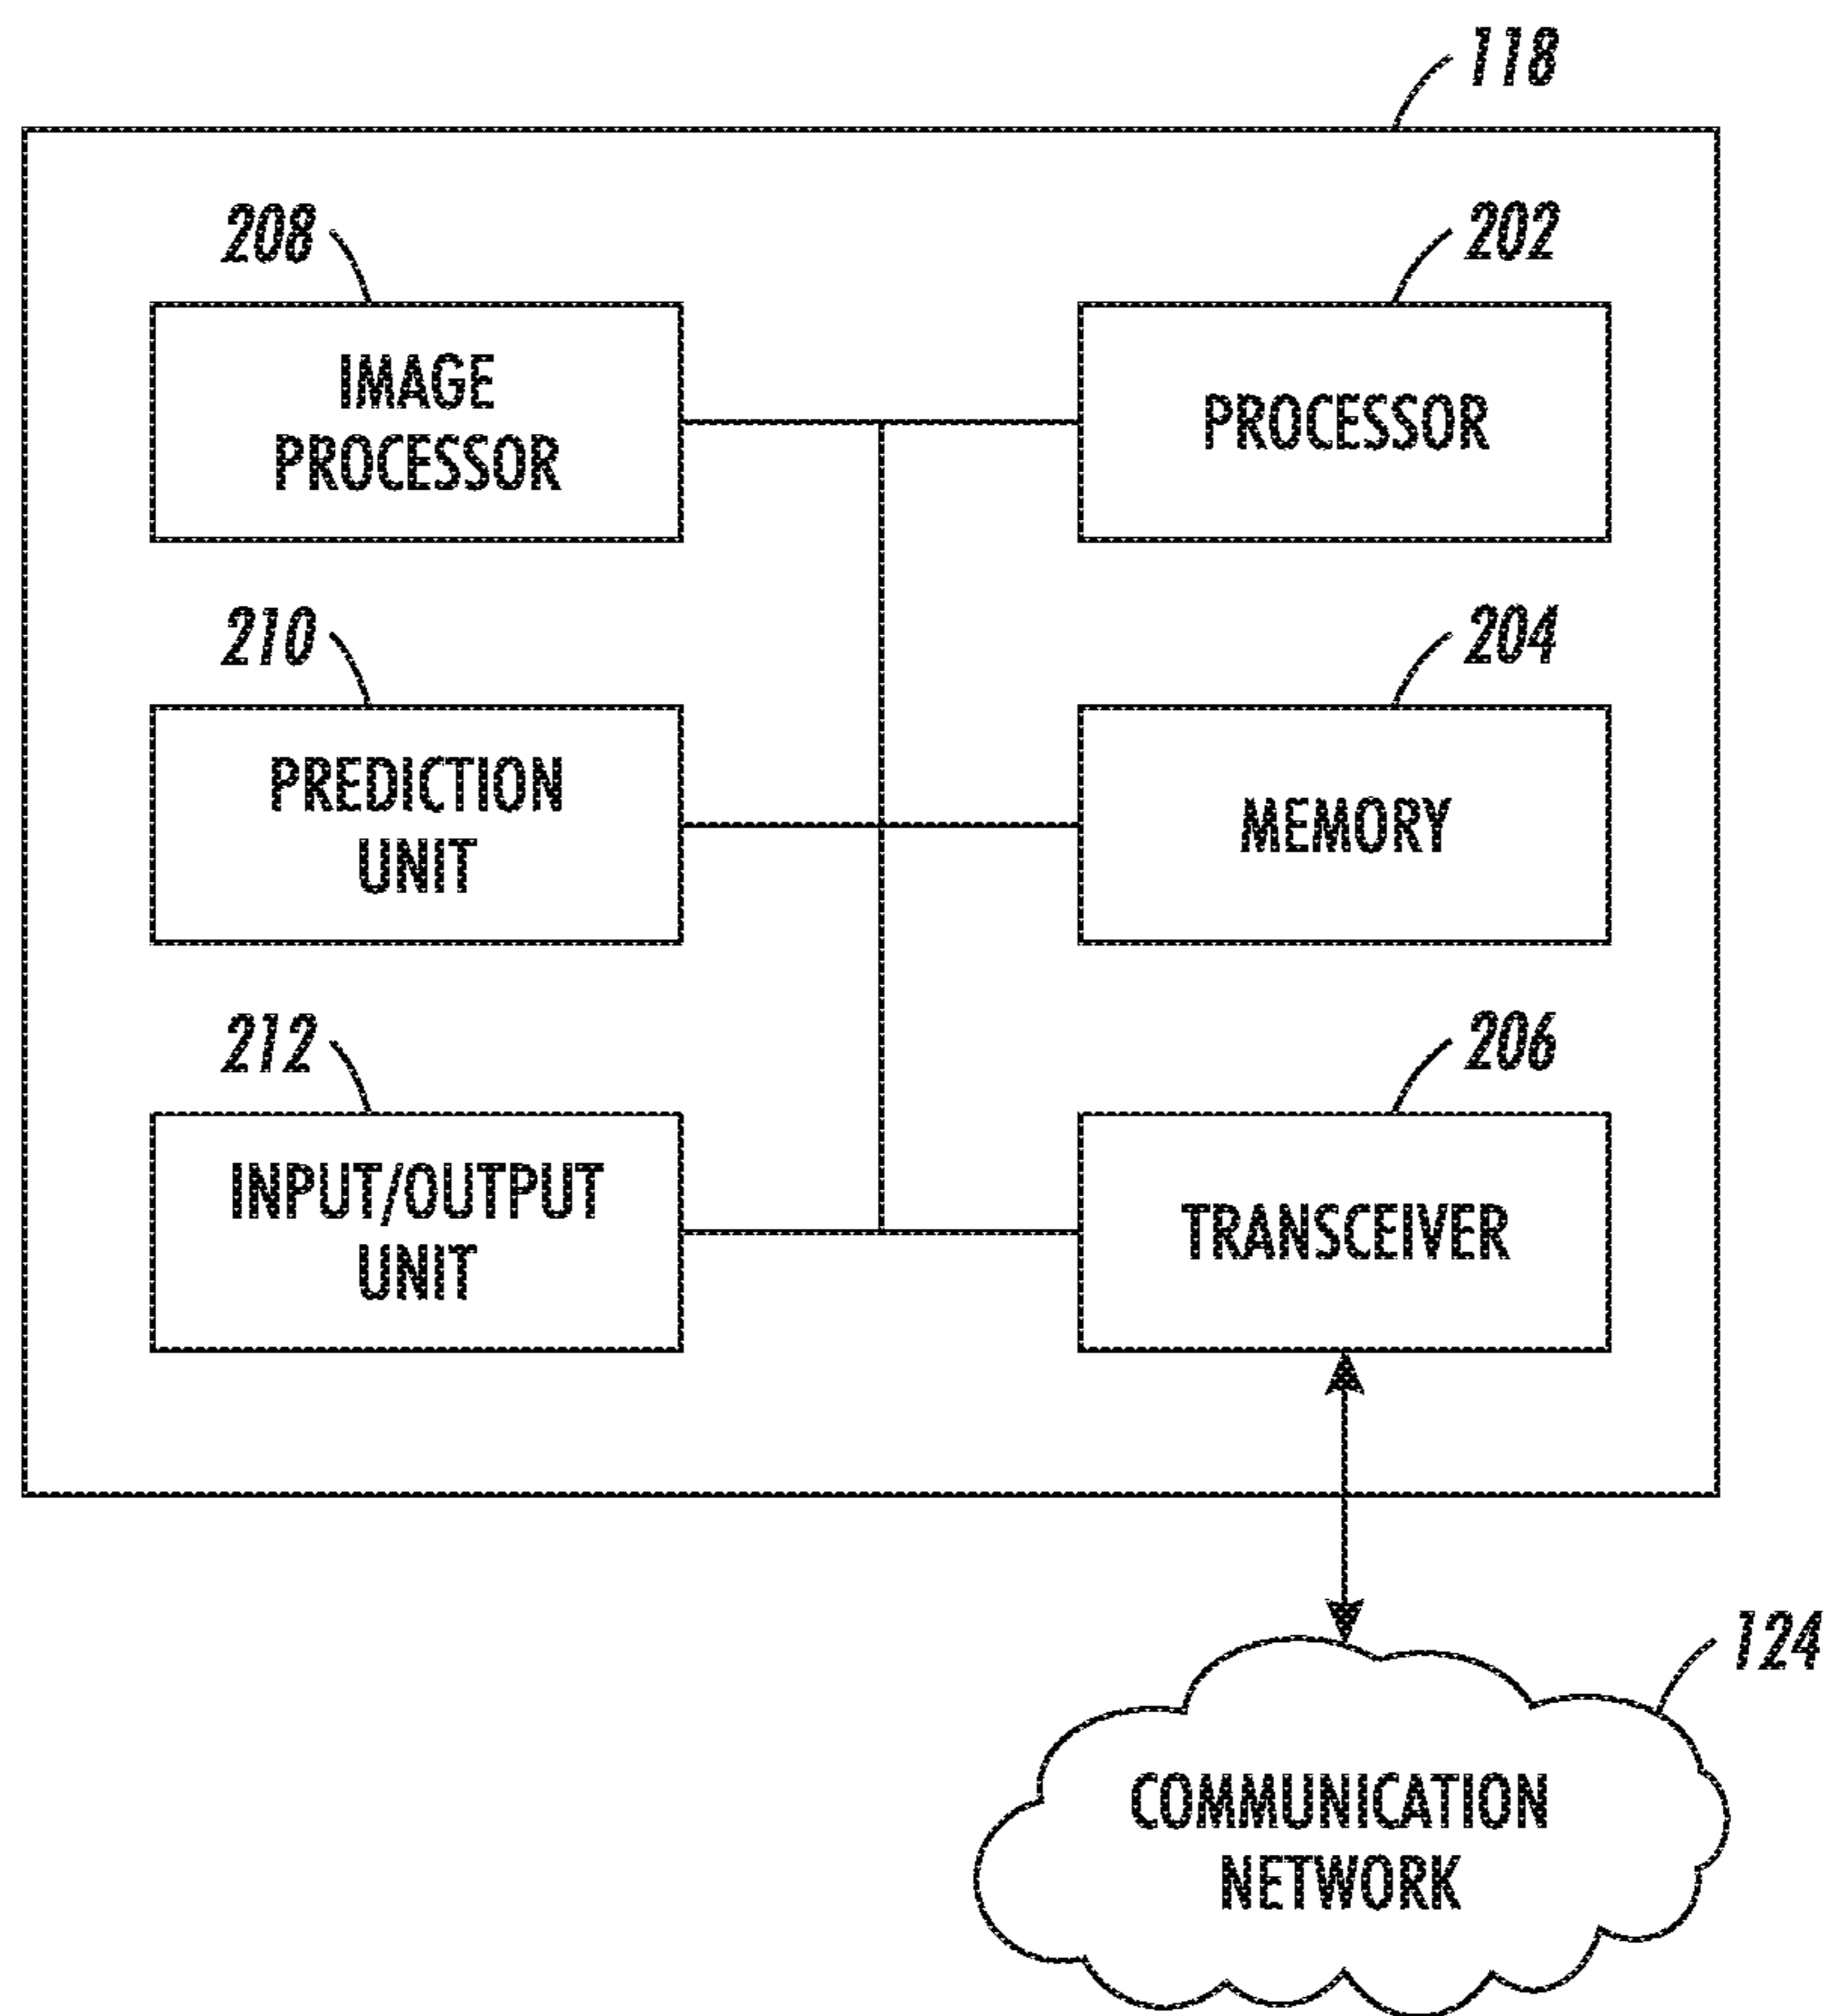 118
208
202
IMAGE
PROCESSOR
PROCESSOR
210
204
PREDICTION
UNIT
MEMORY
212
206
INPUT/OUTPUT
UNIT
TRANSCEIVER
124
COMMUNICATION
NETWORK